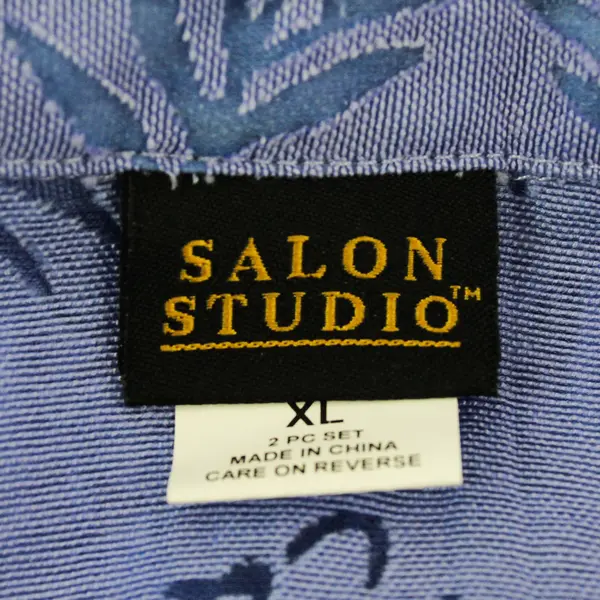 SALON
STUDIO™
XL
2 PC SET
MADE IN CHINA
CARE ON REVERSE